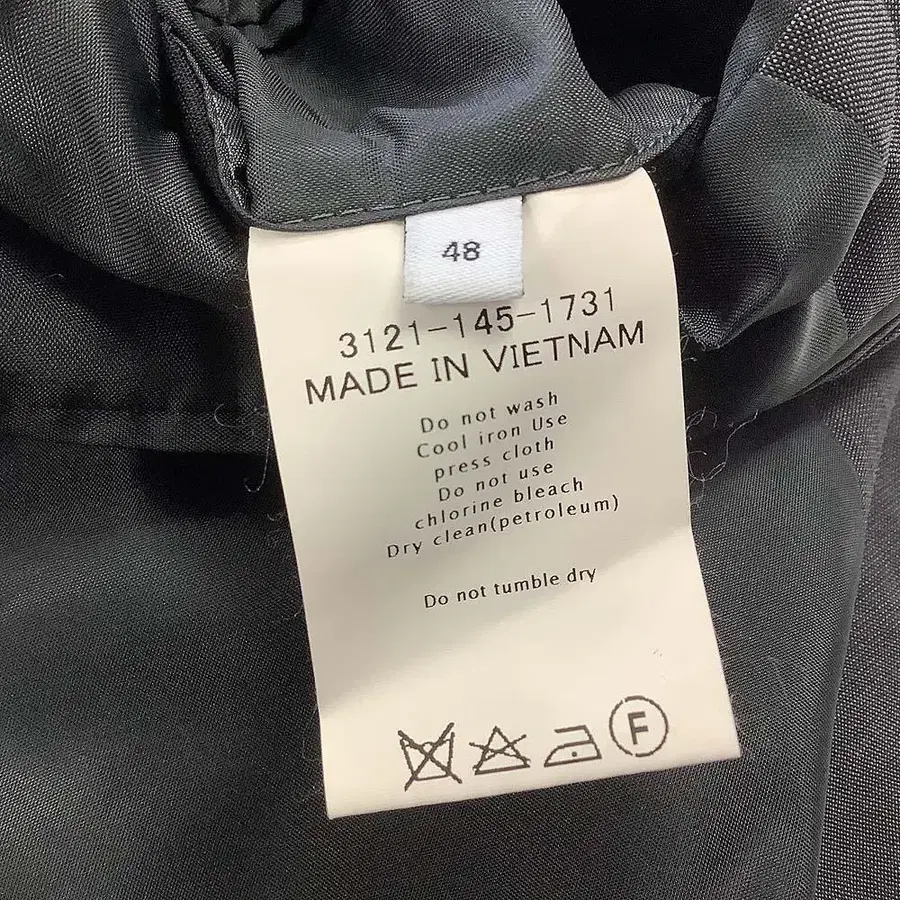 48
3121-145-1731
MADE IN VIETNAM
Do not wash
Cool iron Use
press cloth
Do not use
chlorine bleach
Dry clean(petroleum)
Do not tumble dry
F